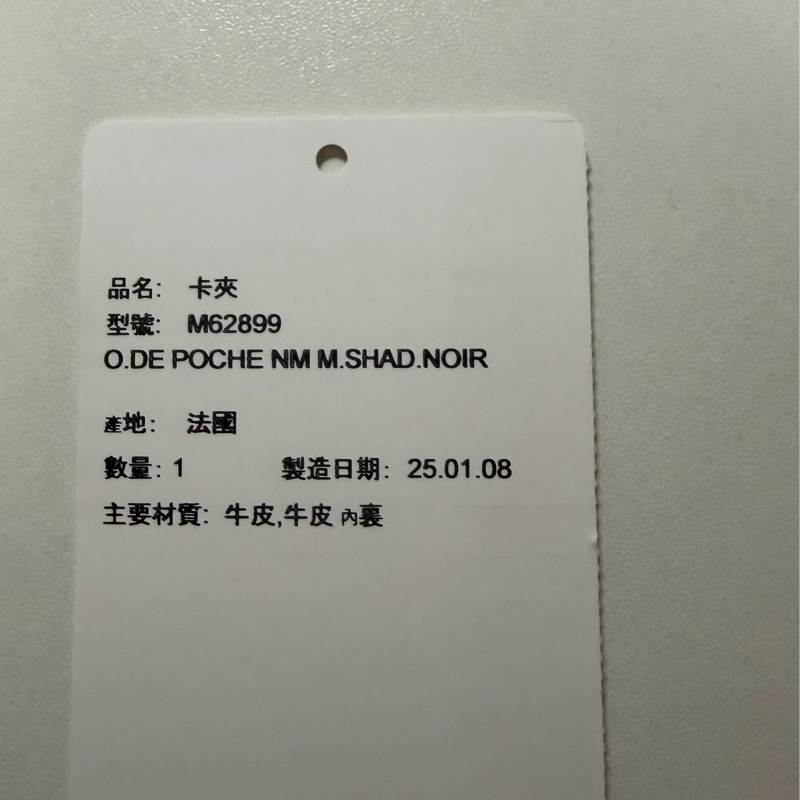 品名: 卡夾
型號: M62899
O.DE POCHE NM M.SHAD.NOIR
產地: 法國
數量: 1 製造日期: 25.01.08
主要材質: 牛皮,牛皮 內裏